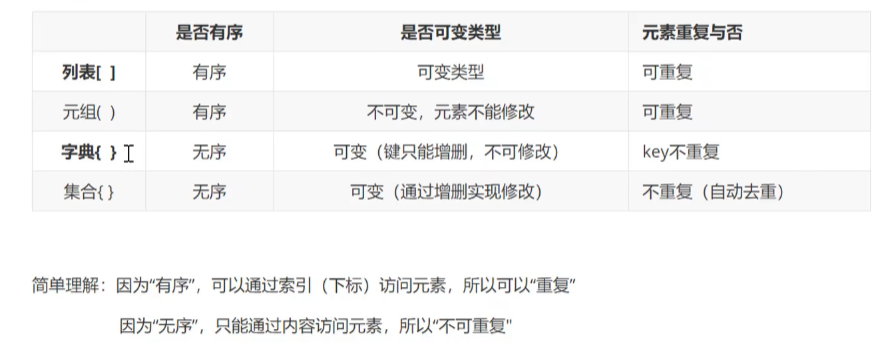 是否有序 是否可变类型 元素重复与否
列表[ ] 有序 可变类型 可重复
元组( ) 有序 不可变，元素不能修改 可重复
字典{ } 无序 可变（键只能增删，不可修改） key不重复
集合{ } 无序 可变（通过增删实现修改） 不重复（自动去重）
简单理解：因为“有序”，可以通过索引（下标）访问元素，所以可以“重复”
因为“无序”，只能通过内容访问元素，所以“不可重复"